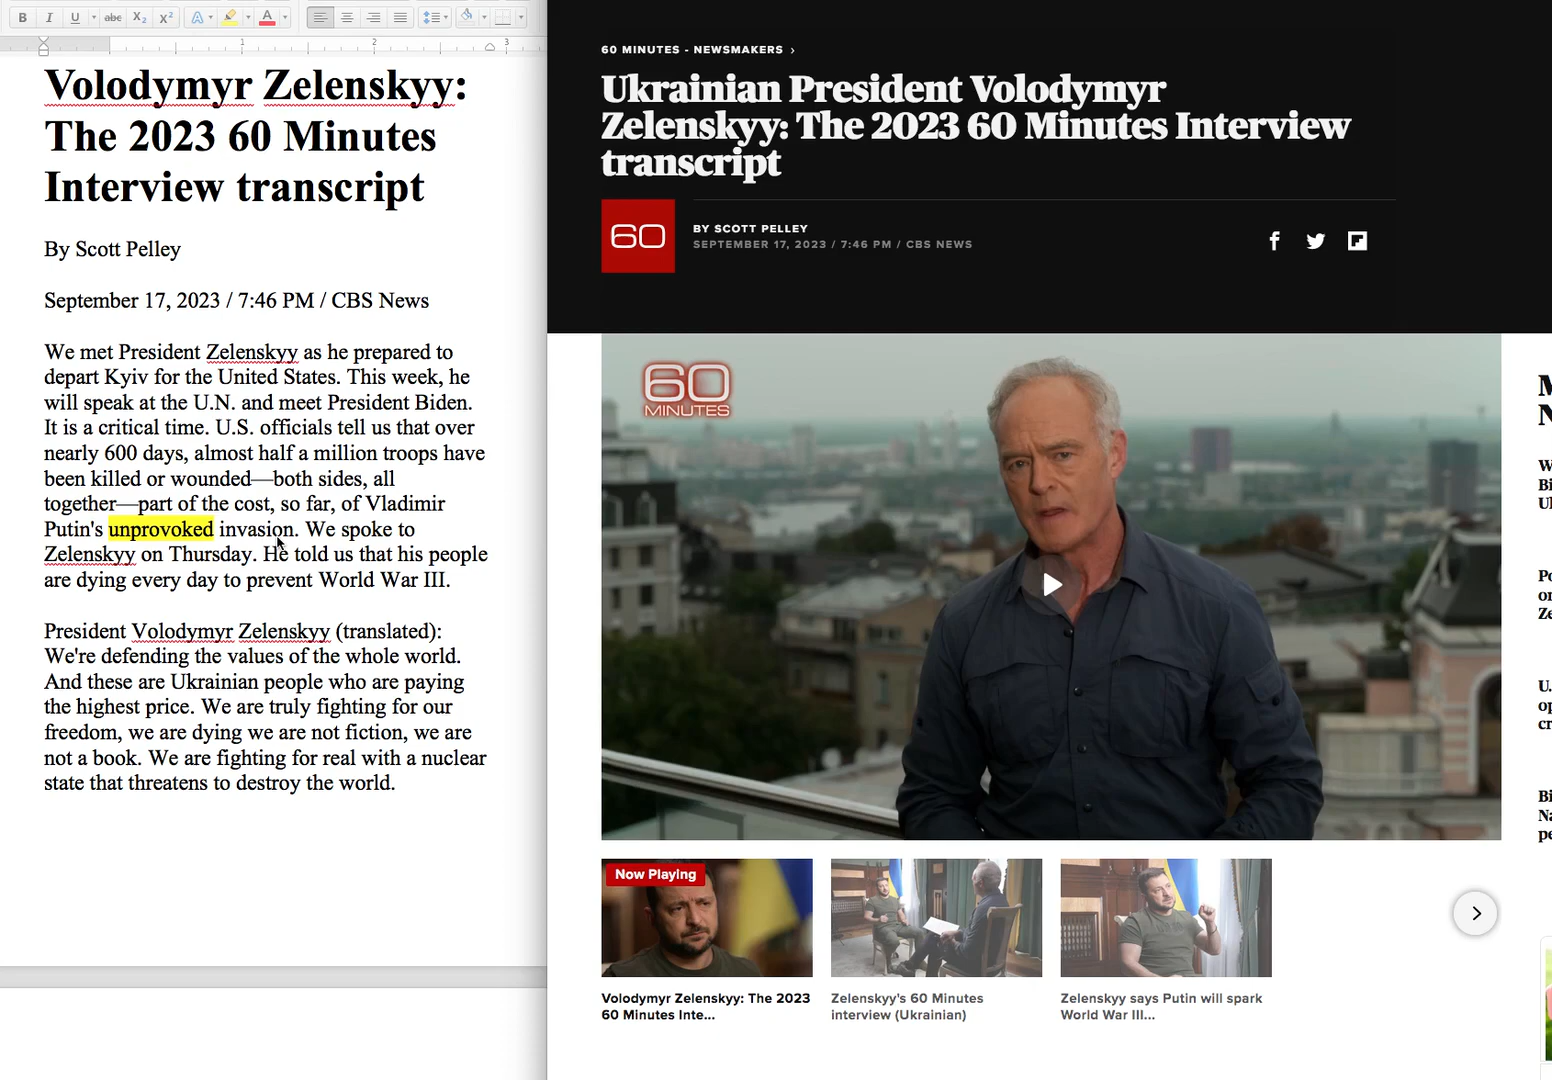 B I U abc X2 X2 A A
1 2 3
Volodymyr Zelenskyy:
The 2023 60 Minutes
Interview transcript
By Scott Pelley
September 17, 2023 / 7:46 PM / CBS News
We met President Zelenskyy as he prepared to
depart Kyiv for the United States. This week, he
will speak at the U.N. and meet President Biden.
It is a critical time. U.S. officials tell us that over
nearly 600 days, almost half a million troops have
been killed or wounded—both sides, all
together—part of the cost, so far, of Vladimir
Putin's unprovoked invasion. We spoke to
Zelenskyy on Thursday. He told us that his people
are dying every day to prevent World War III.
President Volodymyr Zelenskyy (translated):
We're defending the values of the whole world.
And these are Ukrainian people who are paying
the highest price. We are truly fighting for our
freedom, we are dying we are not fiction, we are
not a book. We are fighting for real with a nuclear
state that threatens to destroy the world.
60 MINUTES - NEWSMAKERS ›
Ukrainian President Volodymyr
Zelenskyy: The 2023 60 Minutes Interview
transcript
60
BY SCOTT PELLEY
SEPTEMBER 17, 2023 / 7:46 PM / CBS NEWS
60
MINUTES
Now Playing
Volodymyr Zelenskyy: The 2023
60 Minutes Inte...
Zelenskyy's 60 Minutes
interview (Ukrainian)
Zelenskyy says Putin will spark
World War III...